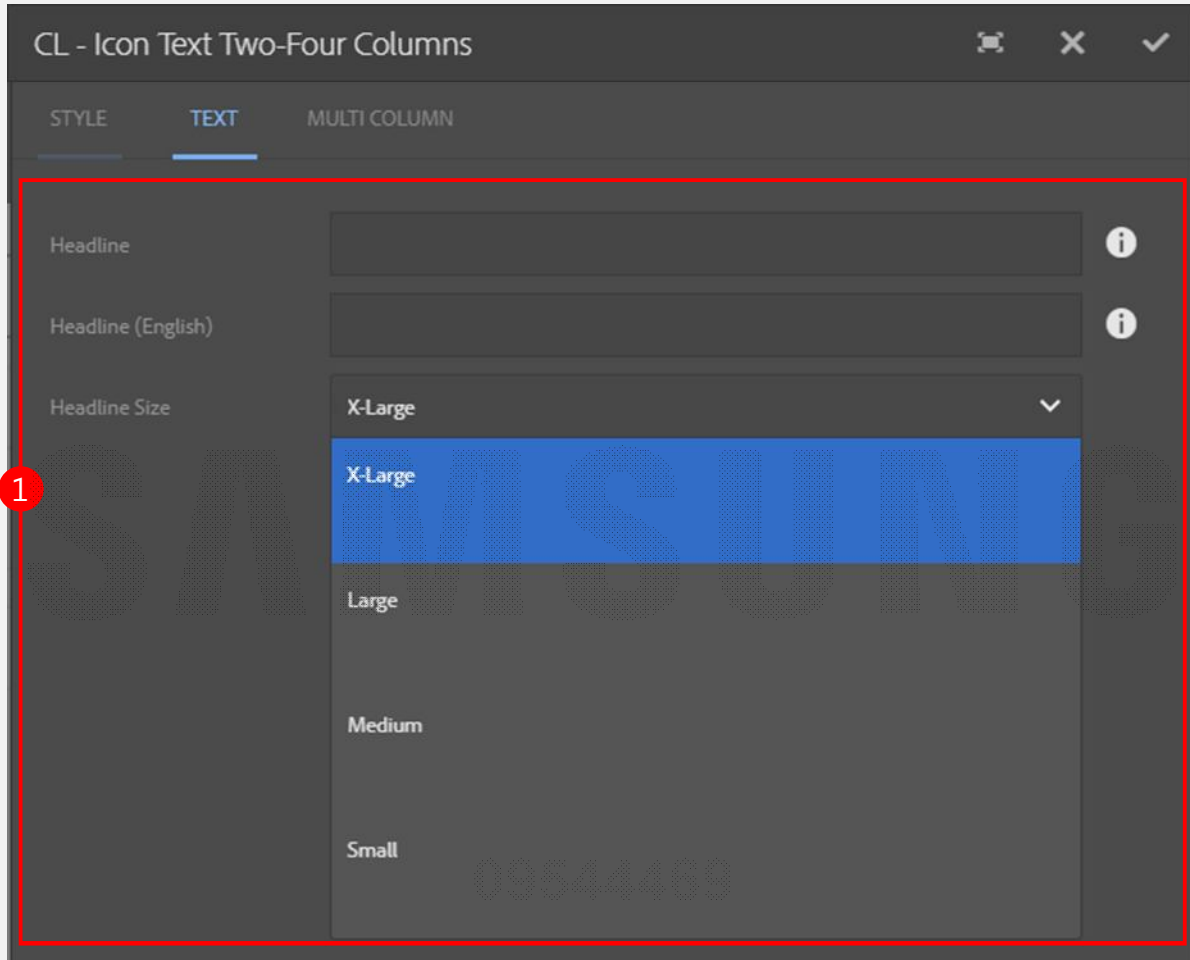 CL - Icon Text Two-Four Columns
STYLE TEXT MULTI COLUMN
Headline
Headline (English)
Headline Size X-Large
1
X-Large
SAMSUNG
Large
Medium
Small
09544469